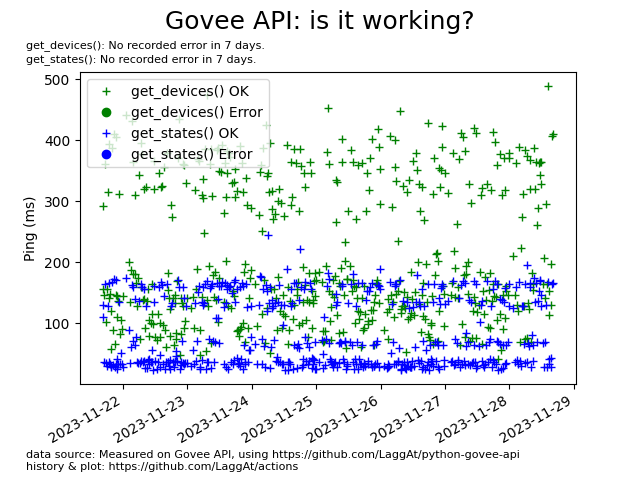 Govee API: is it working?
get_devices(): No recorded error in 7 days.
get_states(): No recorded error in 7 days.
get_devices() OK
get_devices() Error
get_states() OK
get_states() Error
Ping (ms)
500
400
300
200
100
2023-11-22
2023-11-23
2023-11-24
2023-11-25
2023-11-26
2023-11-27
2023-11-28
2023-11-29
data source: Measured on Govee API, using https://github.com/LaggAt/python-govee-api
history & plot: https://github.com/LaggAt/actions